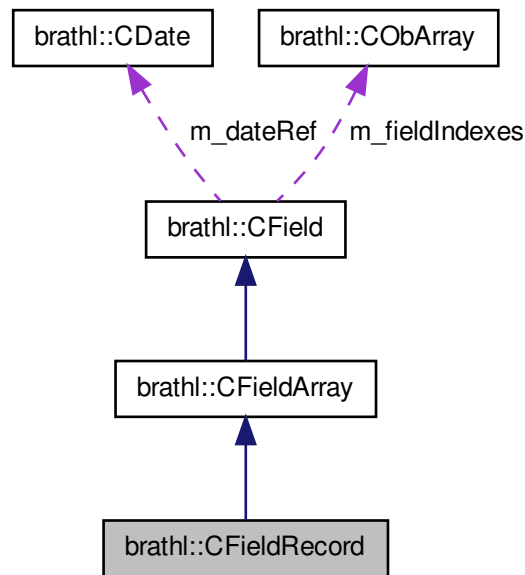 brathl::CDate
brathl::CObArray
m_dateRef
m_fieldIndexes
brathl::CField
brathl::CFieldArray
brathl::CFieldRecord